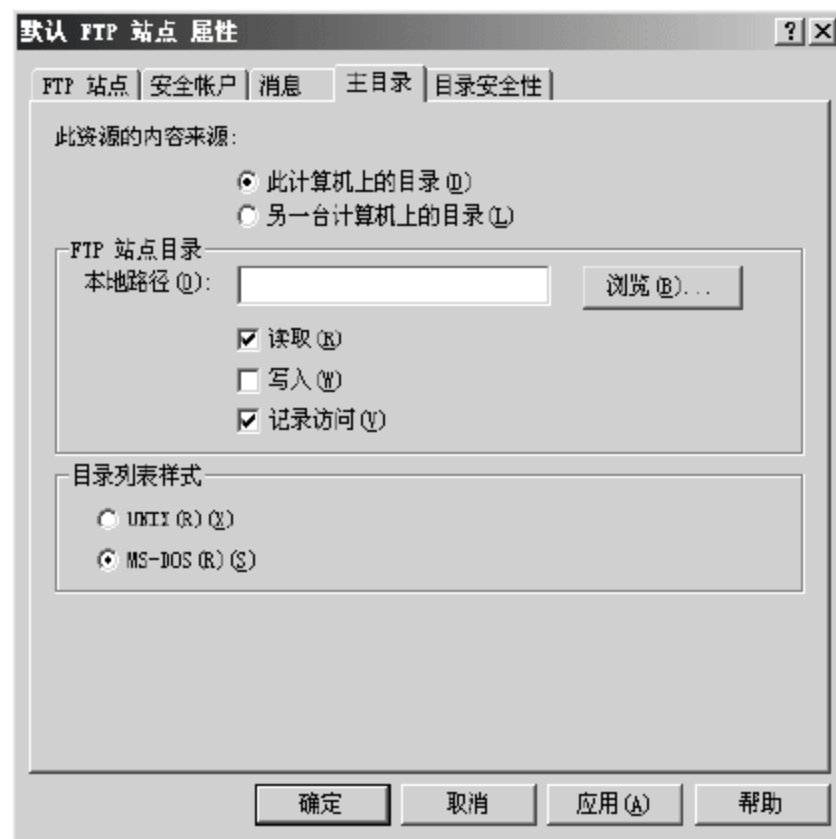 默认 FTP 站点 属性
FTP 站点 安全帐户 消息 主目录 目录安全性
此资源的内容来源:
此计算机上的目录(D)
另一台计算机上的目录(L)
FTP 站点目录
本地路径(O): 浏览(B)...
读取(R)
写入(W)
记录访问(V)
目录列表样式
UNIX(R)(X)
MS-DOS(R)(S)
确定 取消 应用(A) 帮助